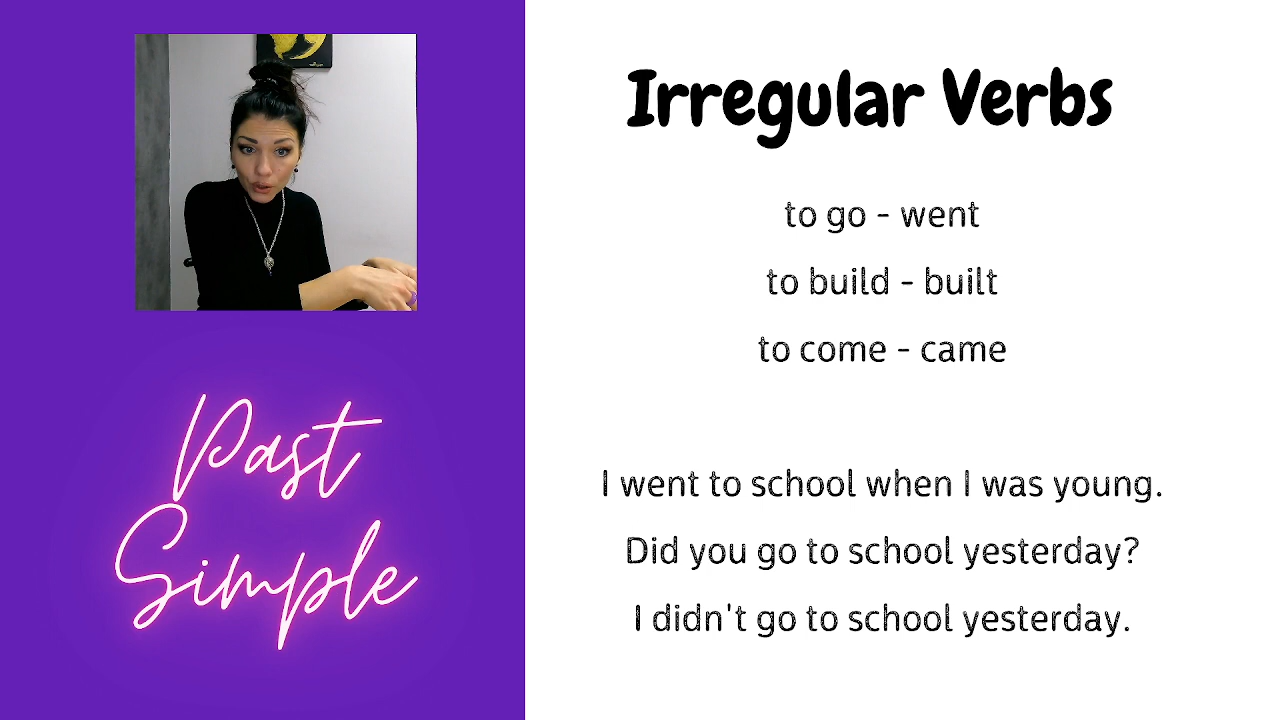 Past
Simple
Irregular Verbs
to go - went
to build - built
to come - came
I went to school when I was young.
Did you go to school yesterday?
I didn't go to school yesterday.